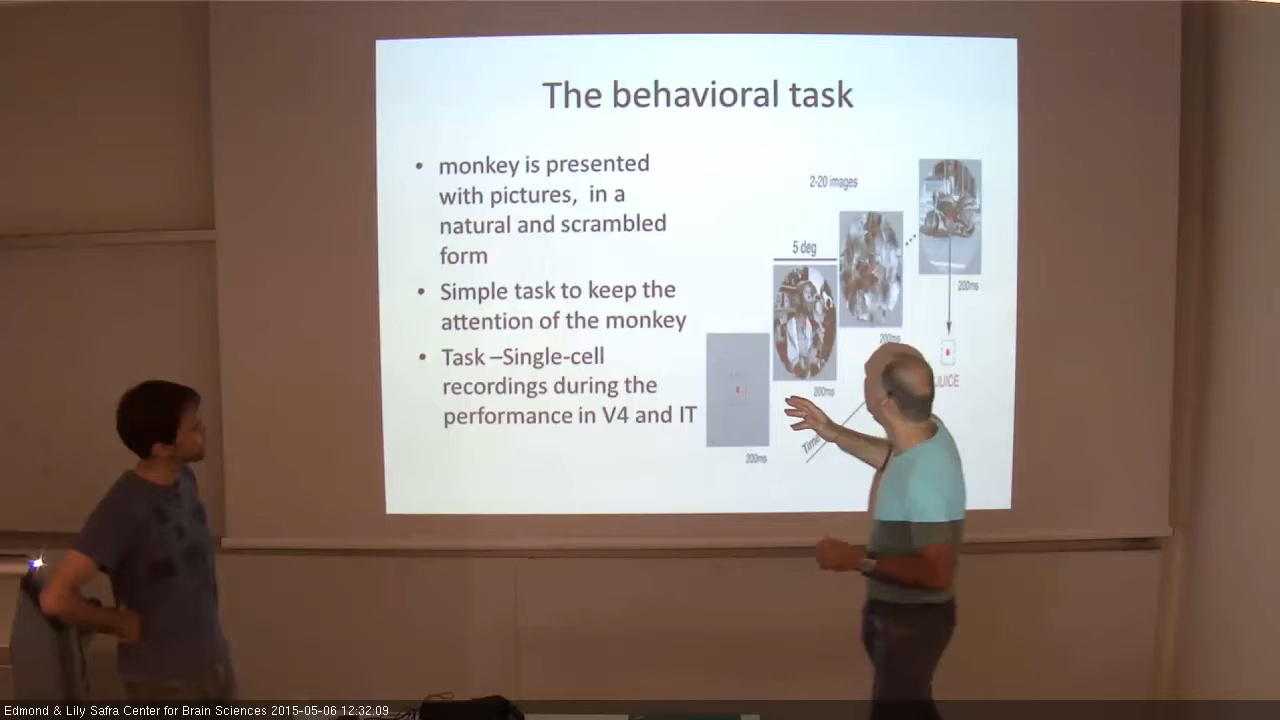 The behavioral task
• monkey is presented
with pictures, in a
natural and scrambled
form
• Simple task to keep the
attention of the monkey
• Task –Single-cell
recordings during the
performance in V4 and IT
2-20 images
5 deg
200ms
200ms
200ms
200ms
JUICE
Time
Edmond & Lily Safra Center for Brain Sciences 2015-05-06 12:32:09